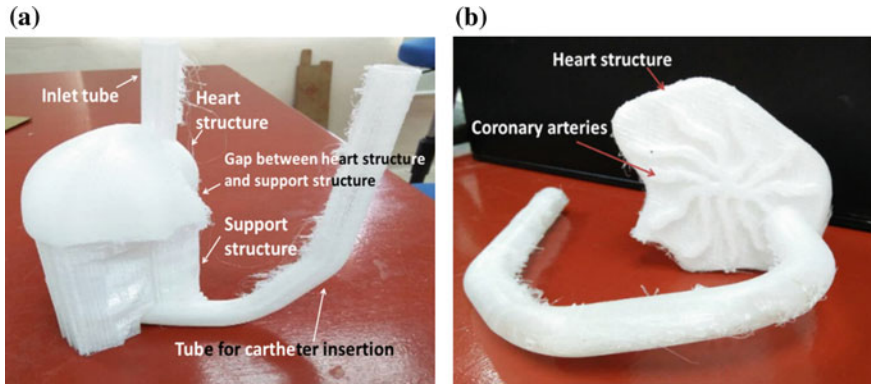 (a)
Inlet tube
Heart
structure
Gap between heart structure
and support structure
Support
structure
Tube for cartheter insertion
(b)
Heart structure
Coronary arteries